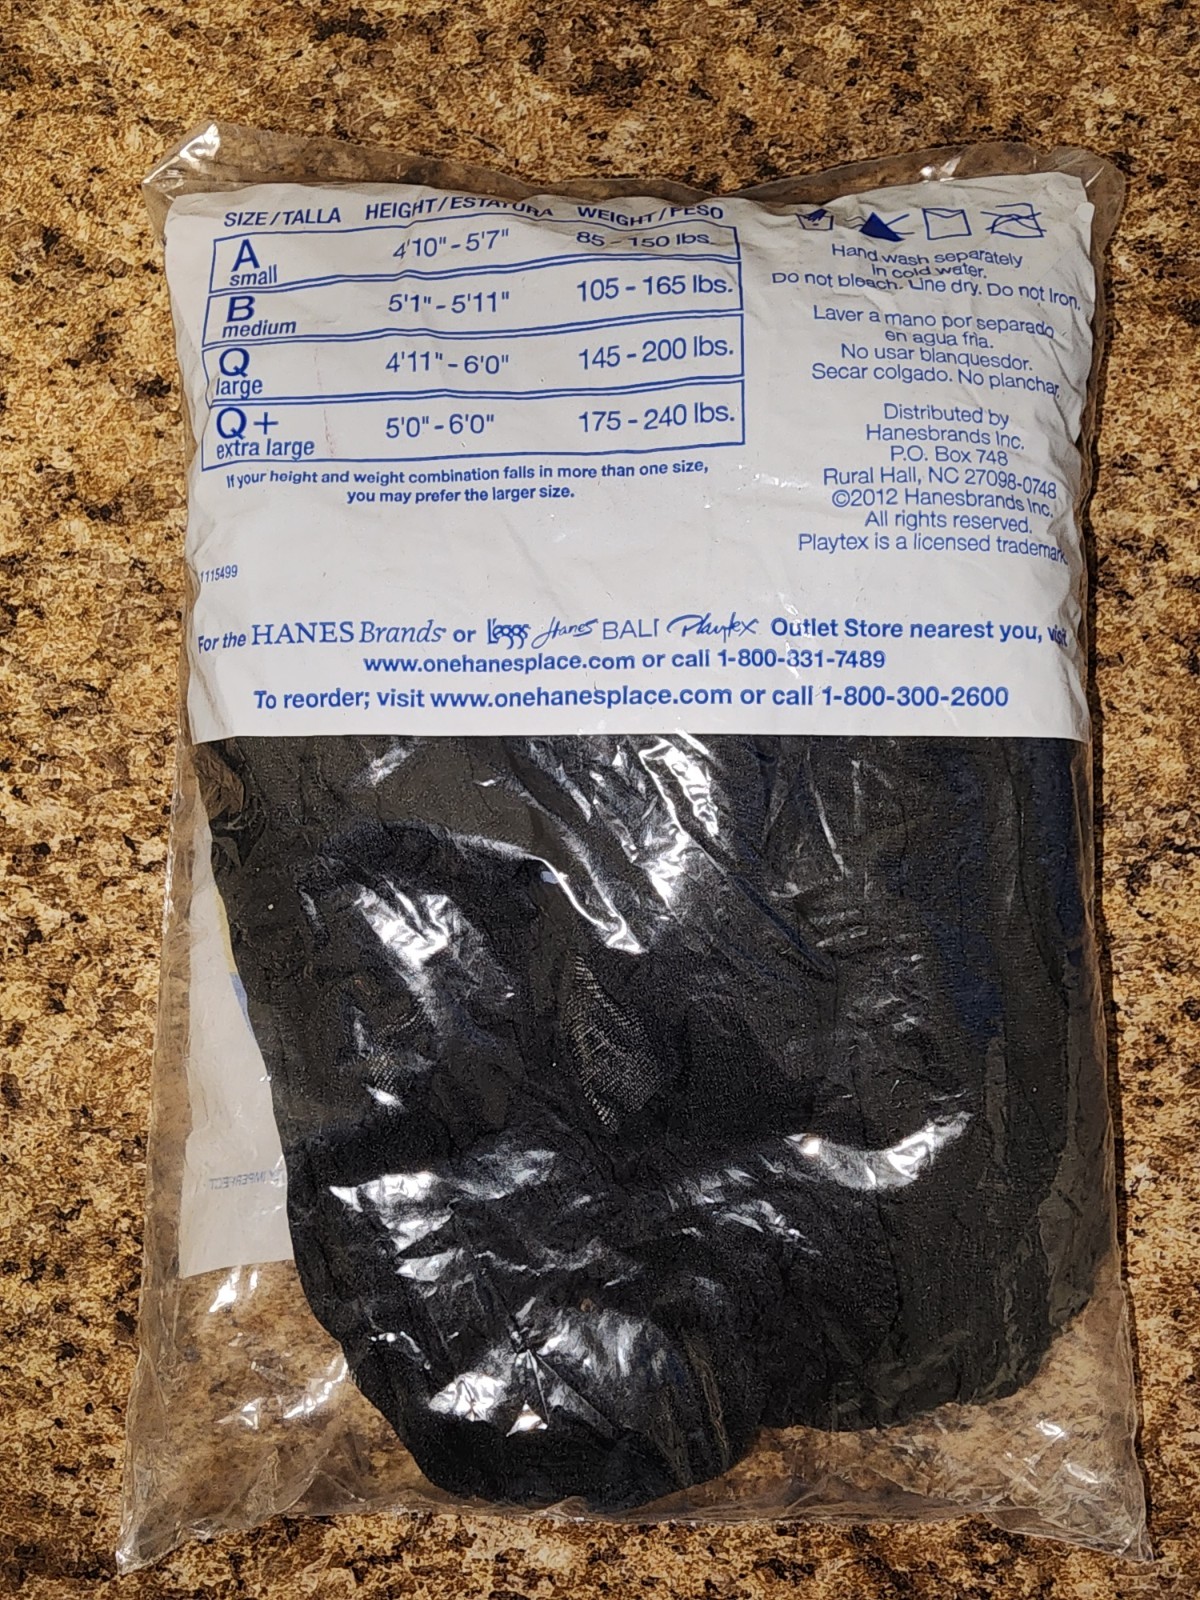 SIZE/TALLA HEIGHT/ESTATURA WEIGHT/PESO
A small 4'10" - 5'7" 85 - 150 lbs.
B medium 5'1" - 5'11" 105 - 165 lbs.
Q large 4'11" - 6'0" 145 - 200 lbs.
Q+ extra large 5'0" - 6'0" 175 - 240 lbs.
If your height and weight combination falls in more than one size,
you may prefer the larger size.
1115499
Hand wash separately
in cold water.
Do not bleach. Line dry. Do not Iron.
Laver a mano por separado
en agua fria.
No usar blanquesdor.
Secar colgado. No planchar.
Distributed by
Hanesbrands Inc.
P.O. Box 748
Rural Hall, NC 27098-0748
©2012 Hanesbrands Inc.
All rights reserved.
Playtex is a licensed trademark
For the HANES Brands or L'eggs Hanes BALI Playtex Outlet Store nearest you, visit
www.onehanesplace.com or call 1-800-831-7489
To reorder; visit www.onehanesplace.com or call 1-800-300-2600
IMPERFECT